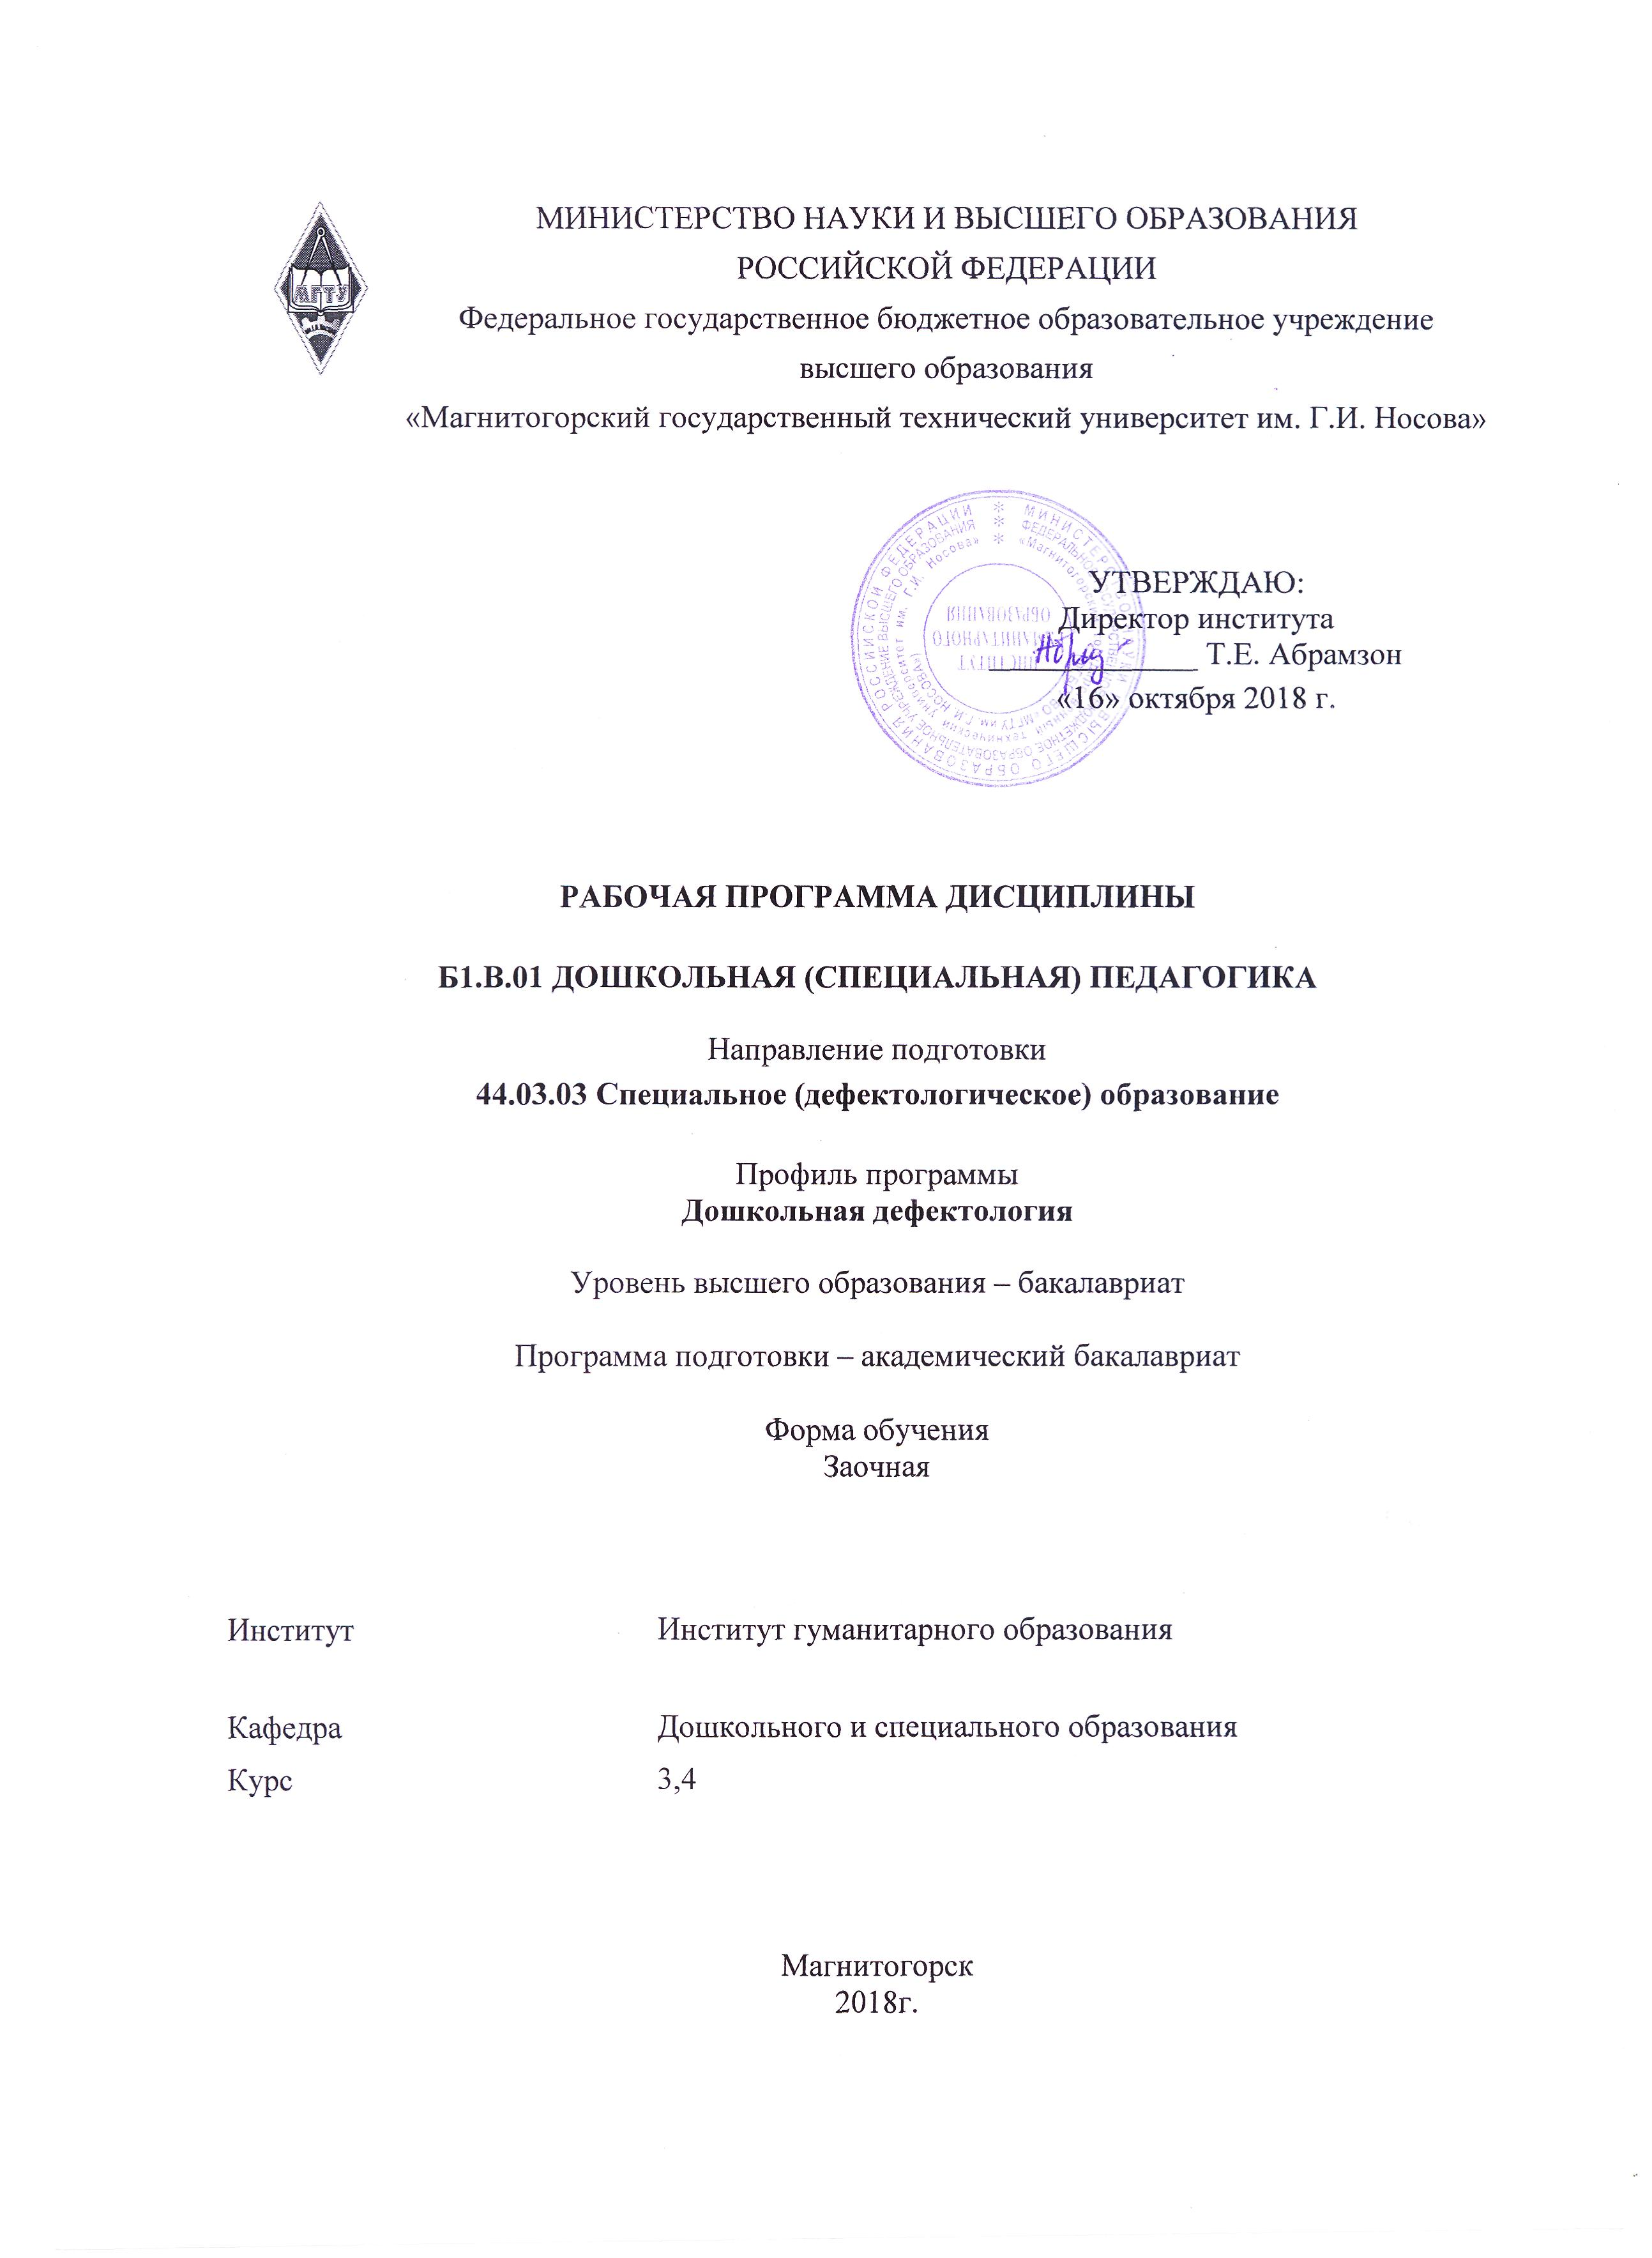 МИНИСТЕРСТВО НАУКИ И ВЫСШЕГО ОБРАЗОВАНИЯ
РОССИЙСКОЙ ФЕДЕРАЦИИ
Федеральное государственное бюджетное образовательное учреждение
высшего образования
«Магнитогорский государственный технический университет им. Г.И. Носова»
МГТУ
УТВЕРЖДАЮ:
Директор института
Т.Е. Абрамзон
«16» октября 2018 г.
РАБОЧАЯ ПРОГРАММА ДИСЦИПЛИНЫ
Б1.В.01 ДОШКОЛЬНАЯ (СПЕЦИАЛЬНАЯ) ПЕДАГОГИКА
Направление подготовки
44.03.03 Специальное (дефектологическое) образование
Профиль программы
Дошкольная дефектология
Уровень высшего образования – бакалавриат
Программа подготовки – академический бакалавриат
Форма обучения
Заочная
Институт Институт гуманитарного образования
Кафедра Дошкольного и специального образования
Курс 3,4
Магнитогорск
2018г.